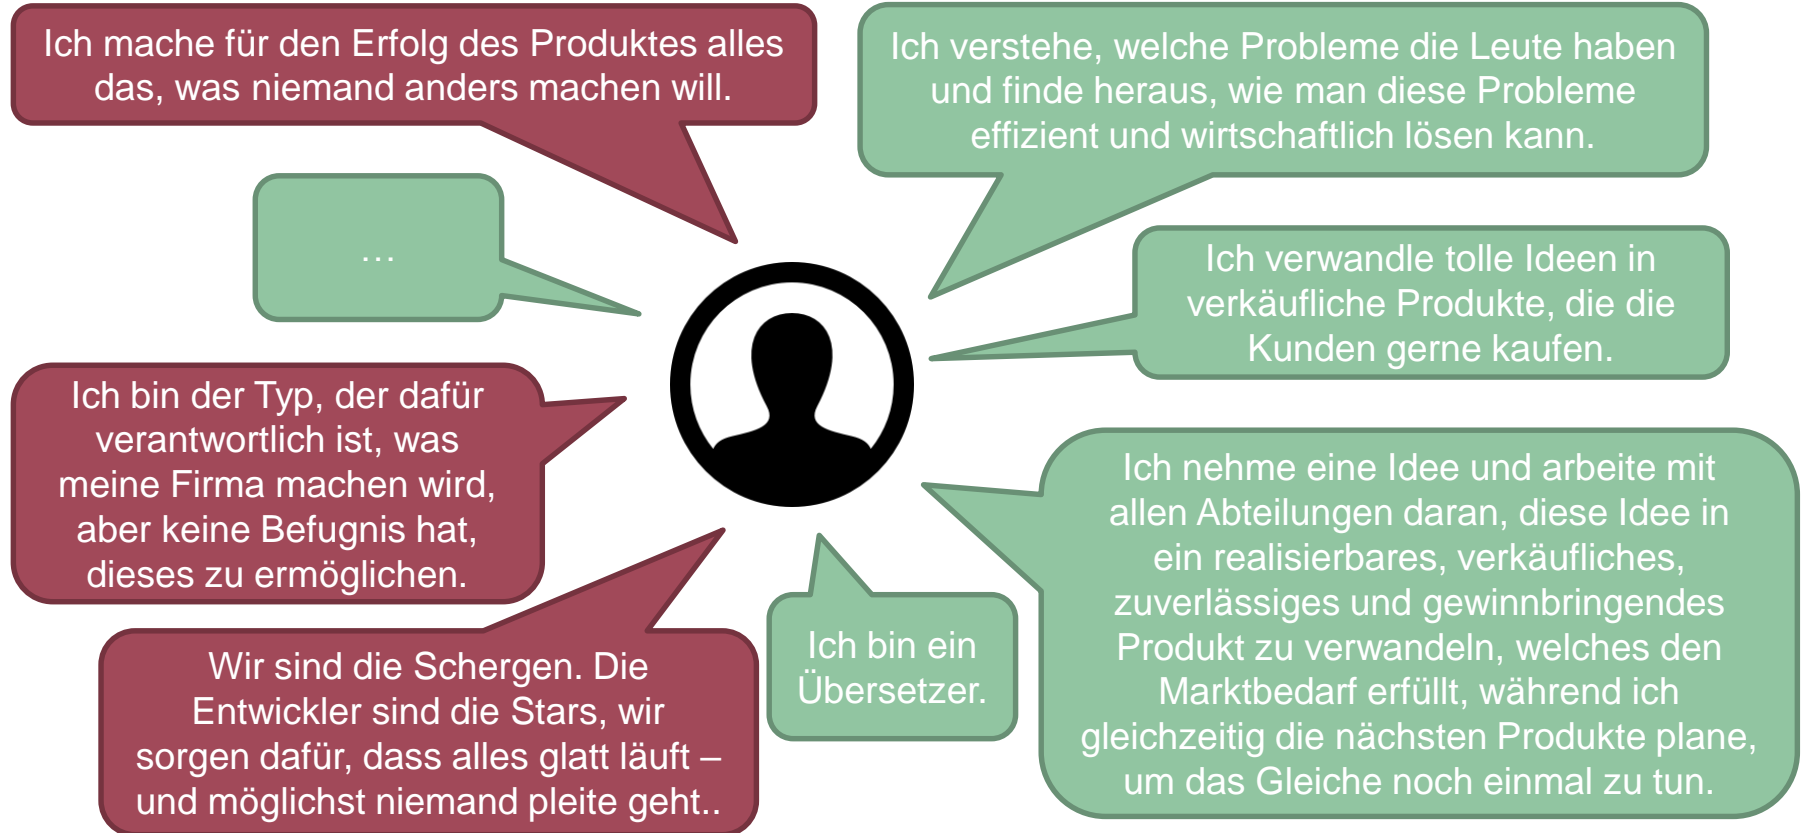 Ich mache für den Erfolg des Produktes alles
das, was niemand anders machen will.
Ich verstehe, welche Probleme die Leute haben
und finde heraus, wie man diese Probleme
effizient und wirtschaftlich lösen kann.
…
Ich verwandle tolle Ideen in
verkäufliche Produkte, die die
Kunden gerne kaufen.
Ich bin der Typ, der dafür
verantwortlich ist, was
meine Firma machen wird,
aber keine Befugnis hat,
dieses zu ermöglichen.
Ich nehme eine Idee und arbeite mit
allen Abteilungen daran, diese Idee in
ein realisierbares, verkäufliches,
zuverlässiges und gewinnbringendes
Produkt zu verwandeln, welches den
Marktbedarf erfüllt, während ich
gleichzeitig die nächsten Produkte plane,
um das Gleiche noch einmal zu tun.
Wir sind die Schergen. Die
Entwickler sind die Stars, wir
sorgen dafür, dass alles glatt läuft –
und möglichst niemand pleite geht..
Ich bin ein
Übersetzer.